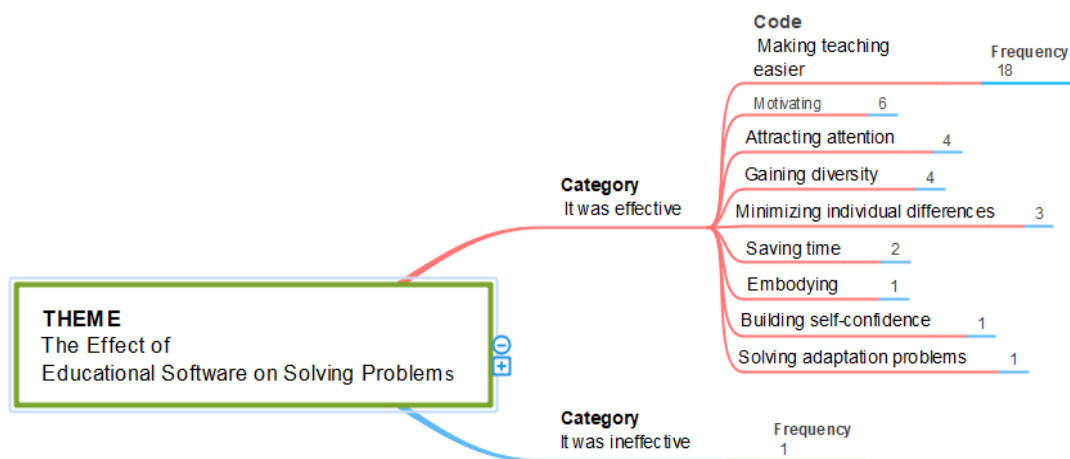 Code
Making teaching
easier
Frequency
18
Motivating 6
Attracting attention 4
Gaining diversity 4
Category
It was effective
Minimizing individual differences 3
Saving time 2
Embodying 1
Building self-confidence 1
Solving adaptation problems 1
THEME
The Effect of
Educational Software on Solving Problems
Category
It was ineffective
Frequency
1